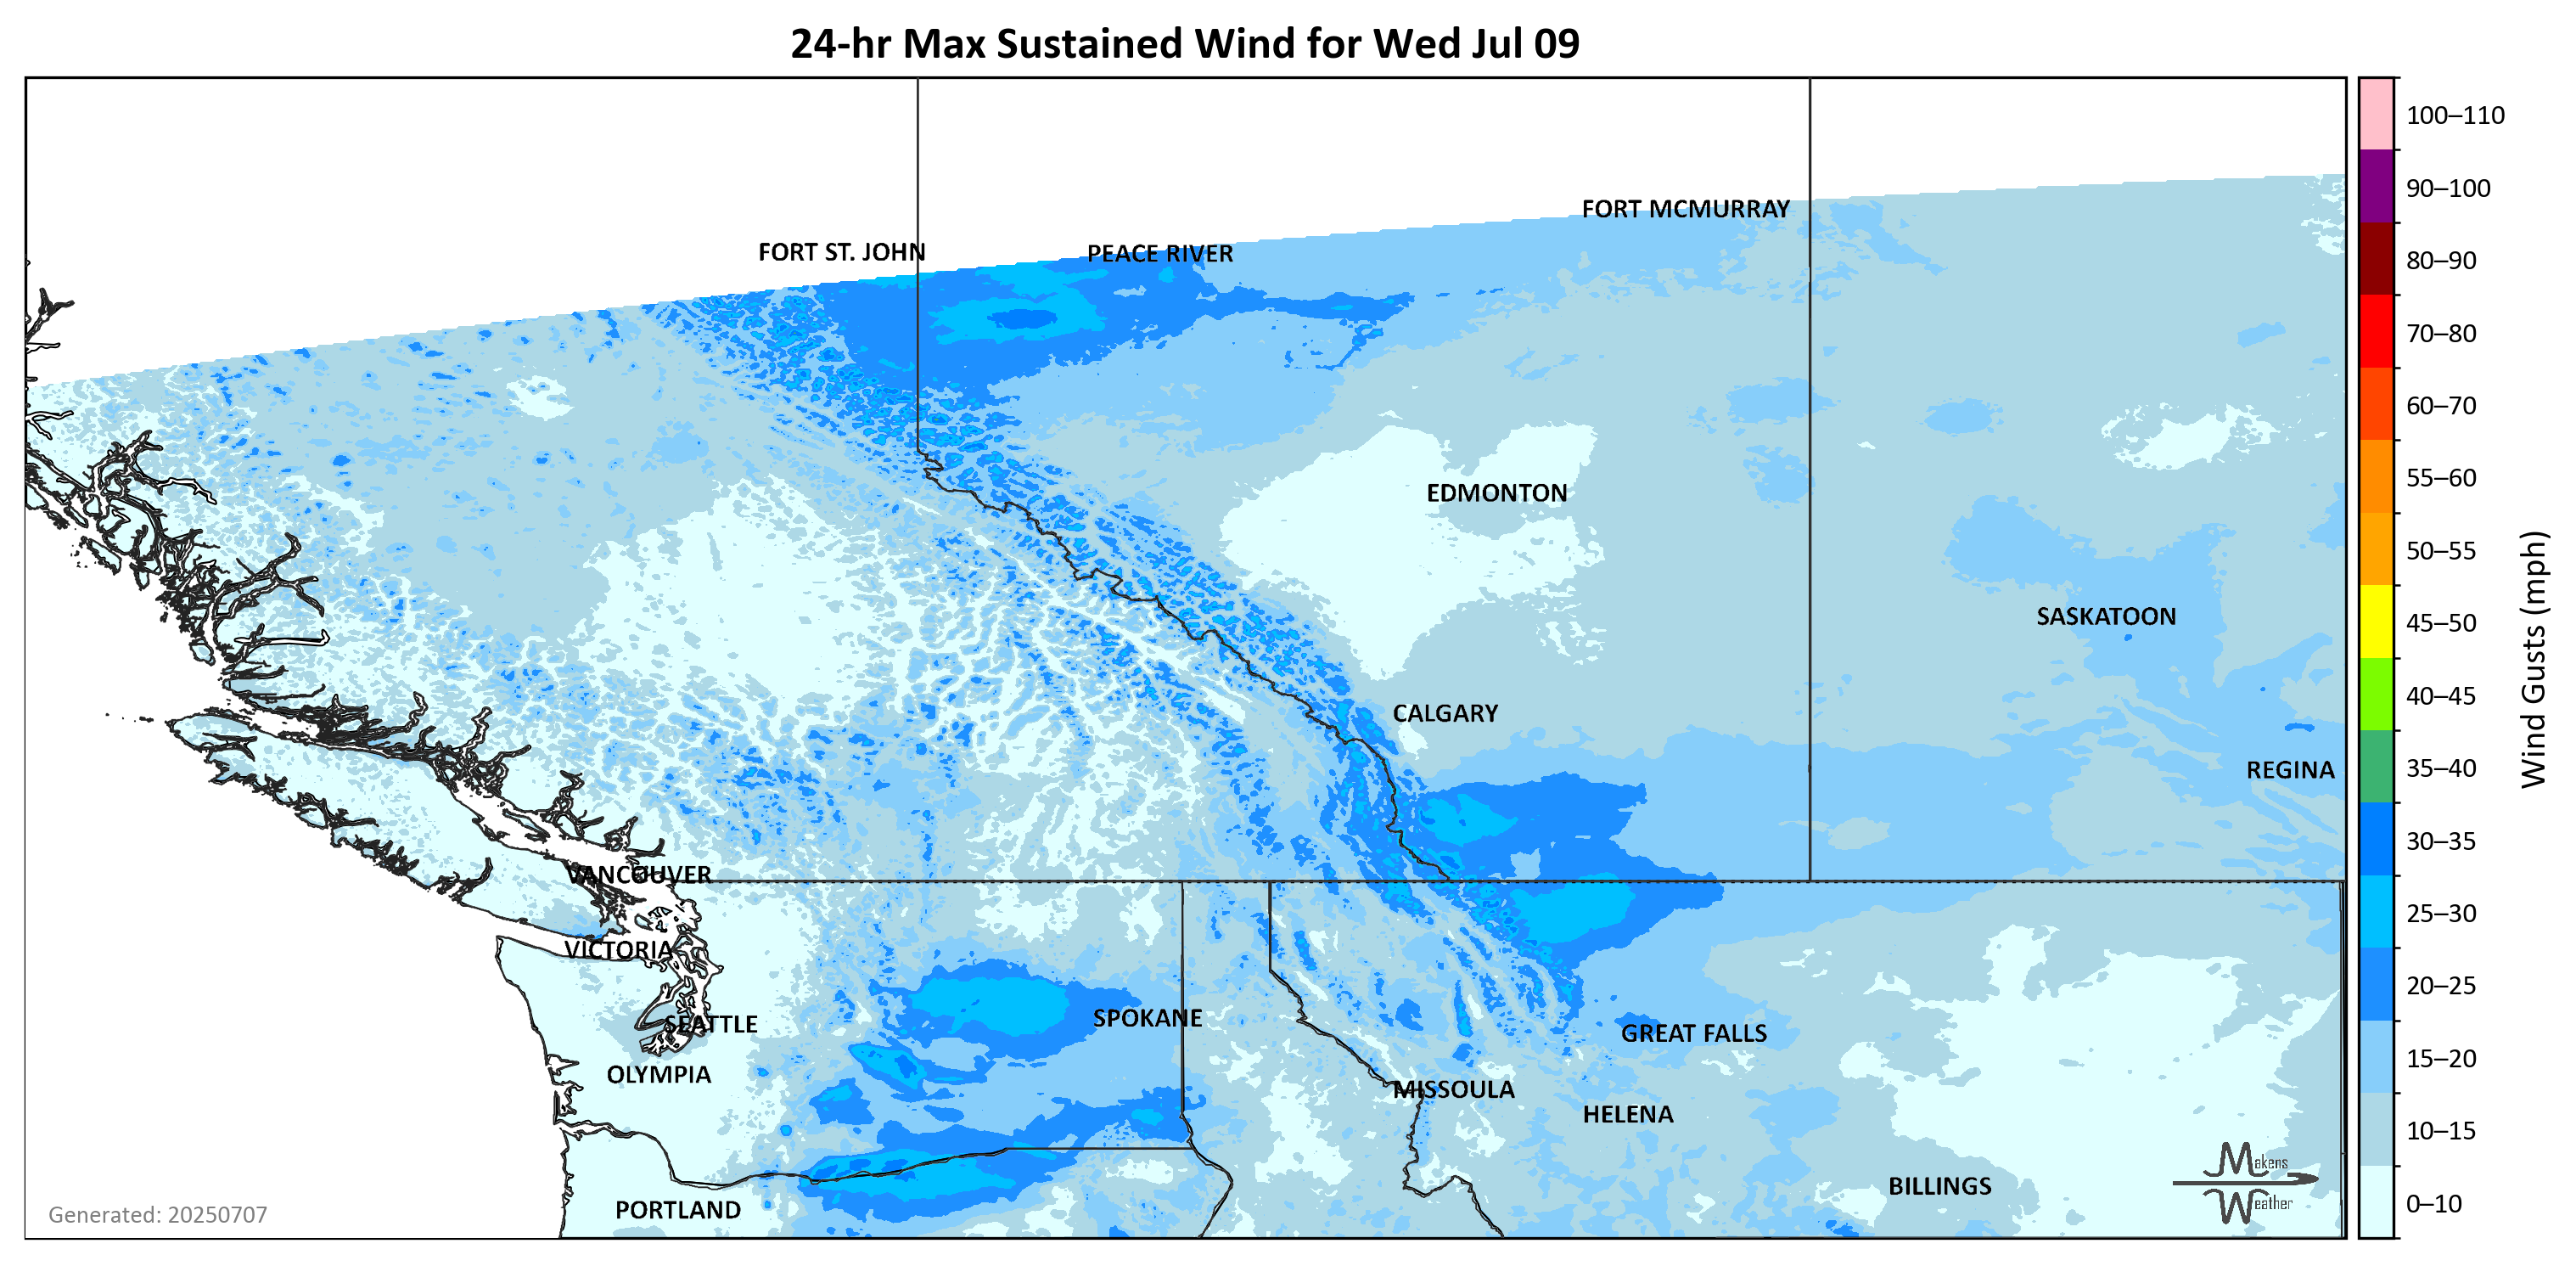 24-hr Max Sustained Wind for Wed Jul 09
100–110
90–100
80–90
70–80
60–70
55–60
50–55
45–50
40–45
35–40
30–35
25–30
20–25
15–20
10–15
0–10
Wind Gusts (mph)
FORT MCMURRAY
FORT ST. JOHN
PEACE RIVER
EDMONTON
SASKATOON
CALGARY
REGINA
VANCOUVER
VICTORIA
SPOKANE
SEATTLE
GREAT FALLS
OLYMPIA
MISSOULA
HELENA
BILLINGS
PORTLAND
Makens
Weather
Generated: 20250707